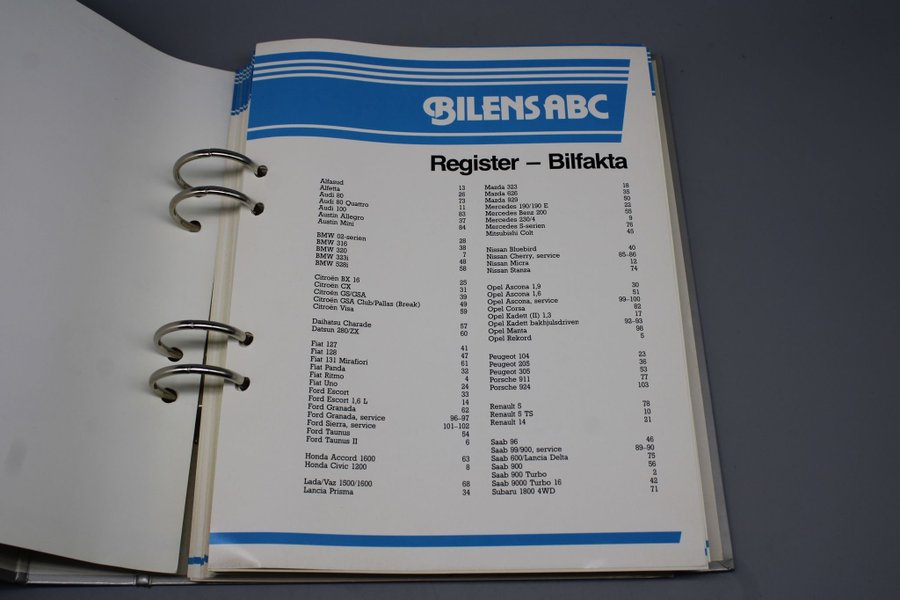 BILENS ABC
Register – Bilfakta
Alfasud 13
Alfetta 26
Audi 80 73
Audi 80 Quattro 11
Audi 100 83
Austin Allegro 37
Austin Mini 84
BMW 02-serien 28
BMW 316 38
BMW 320 7
BMW 323i 48
BMW 528i 58
Citroën BX 16 25
Citroën CX 31
Citroën GS/GSA 39
Citroën GSA Club/Pallas (Break) 49
Citroën Visa 59
Daihatsu Charade 57
Datsun 280/ZX 60
Fiat 127 41
Fiat 128 47
Fiat 131 Mirafiori 61
Fiat Panda 32
Fiat Ritmo 4
Fiat Uno 24
Ford Escort 33
Ford Escort 1,6 L 14
Ford Granada 62
Ford Granada, service 96–97
Ford Sierra, service 101–102
Ford Taunus 54
Ford Taunus II 6
Honda Accord 1600 63
Honda Civic 1200 8
Lada/Vaz 1500/1600 68
Lancia Prisma 34
Mazda 323 18
Mazda 626 35
Mazda 929 50
Mercedes 190/190 E 22
Mercedes Benz 200 55
Mercedes 230/4 9
Mercedes S-serien 76
Mitsubishi Colt 45
Nissan Bluebird 40
Nissan Cherry, service 85–86
Nissan Micra 12
Nissan Stanza 74
Opel Ascona 1,9 30
Opel Ascona 1,6 51
Opel Ascona, service 99–100
Opel Corsa 82
Opel Kadett (II) 1,3 17
Opel Kadett bakhjulsdriven 92–93
Opel Manta 98
Opel Rekord 5
Peugeot 104 23
Peugeot 205 36
Peugeot 305 53
Porsche 911 77
Porsche 924 103
Renault 5 78
Renault 5 TS 10
Renault 14 21
Saab 96 46
Saab 99/900, service 89–90
Saab 600/Lancia Delta 75
Saab 900 56
Saab 900 Turbo 2
Saab 9000 Turbo 16 42
Subaru 1800 4WD 71